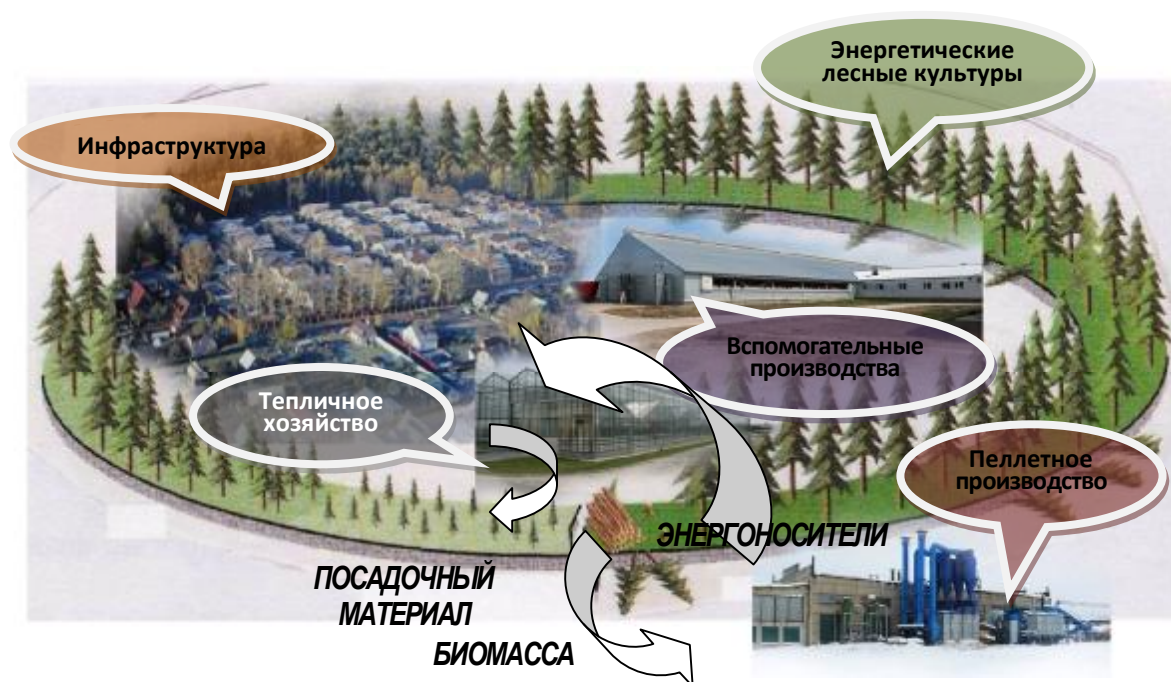 Энергетические
лесные культуры
Инфраструктура
Вспомогательные
производства
Тепличное
хозяйство
Пеллетное
производство
ЭНЕРГОНОСИТЕЛИ
ПОСАДОЧНЫЙ
МАТЕРИАЛ
БИОМАССА